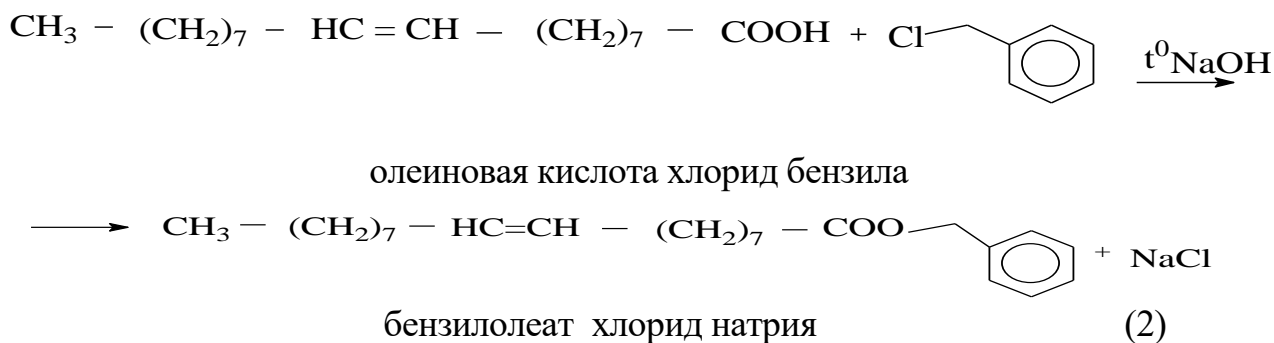 CH₃ – (CH₂)₇ – HC = CH – (CH₂)₇ – COOH + Cl t⁰NaOH
олеиновая кислота хлорид бензила
CH₃ – (CH₂)₇ – HC=CH – (CH₂)₇ – COO + NaCl
бензилолеат хлорид натрия (2)